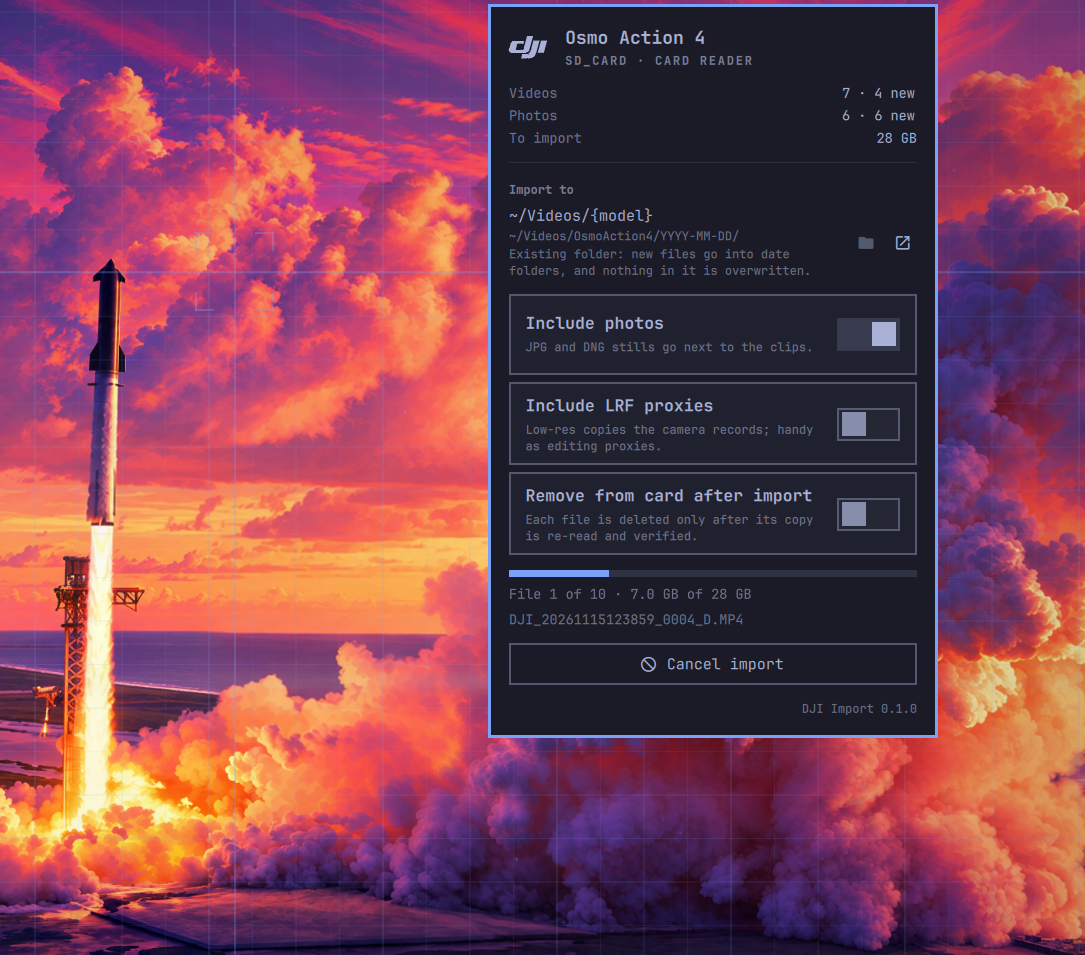 dji
Osmo Action 4
SD_CARD · CARD READER
Videos 7 · 4 new
Photos 6 · 6 new
To import 28 GB
Import to
~/Videos/{model}
~/Videos/OsmoAction4/YYYY-MM-DD/
Existing folder: new files go into date
folders, and nothing in it is overwritten.
Include photos
JPG and DNG stills go next to the clips.
Include LRF proxies
Low-res copies the camera records; handy
as editing proxies.
Remove from card after import
Each file is deleted only after its copy
is re-read and verified.
File 1 of 10 · 7.0 GB of 28 GB
DJI_20261115123859_0004_D.MP4
Cancel import
DJI Import 0.1.0